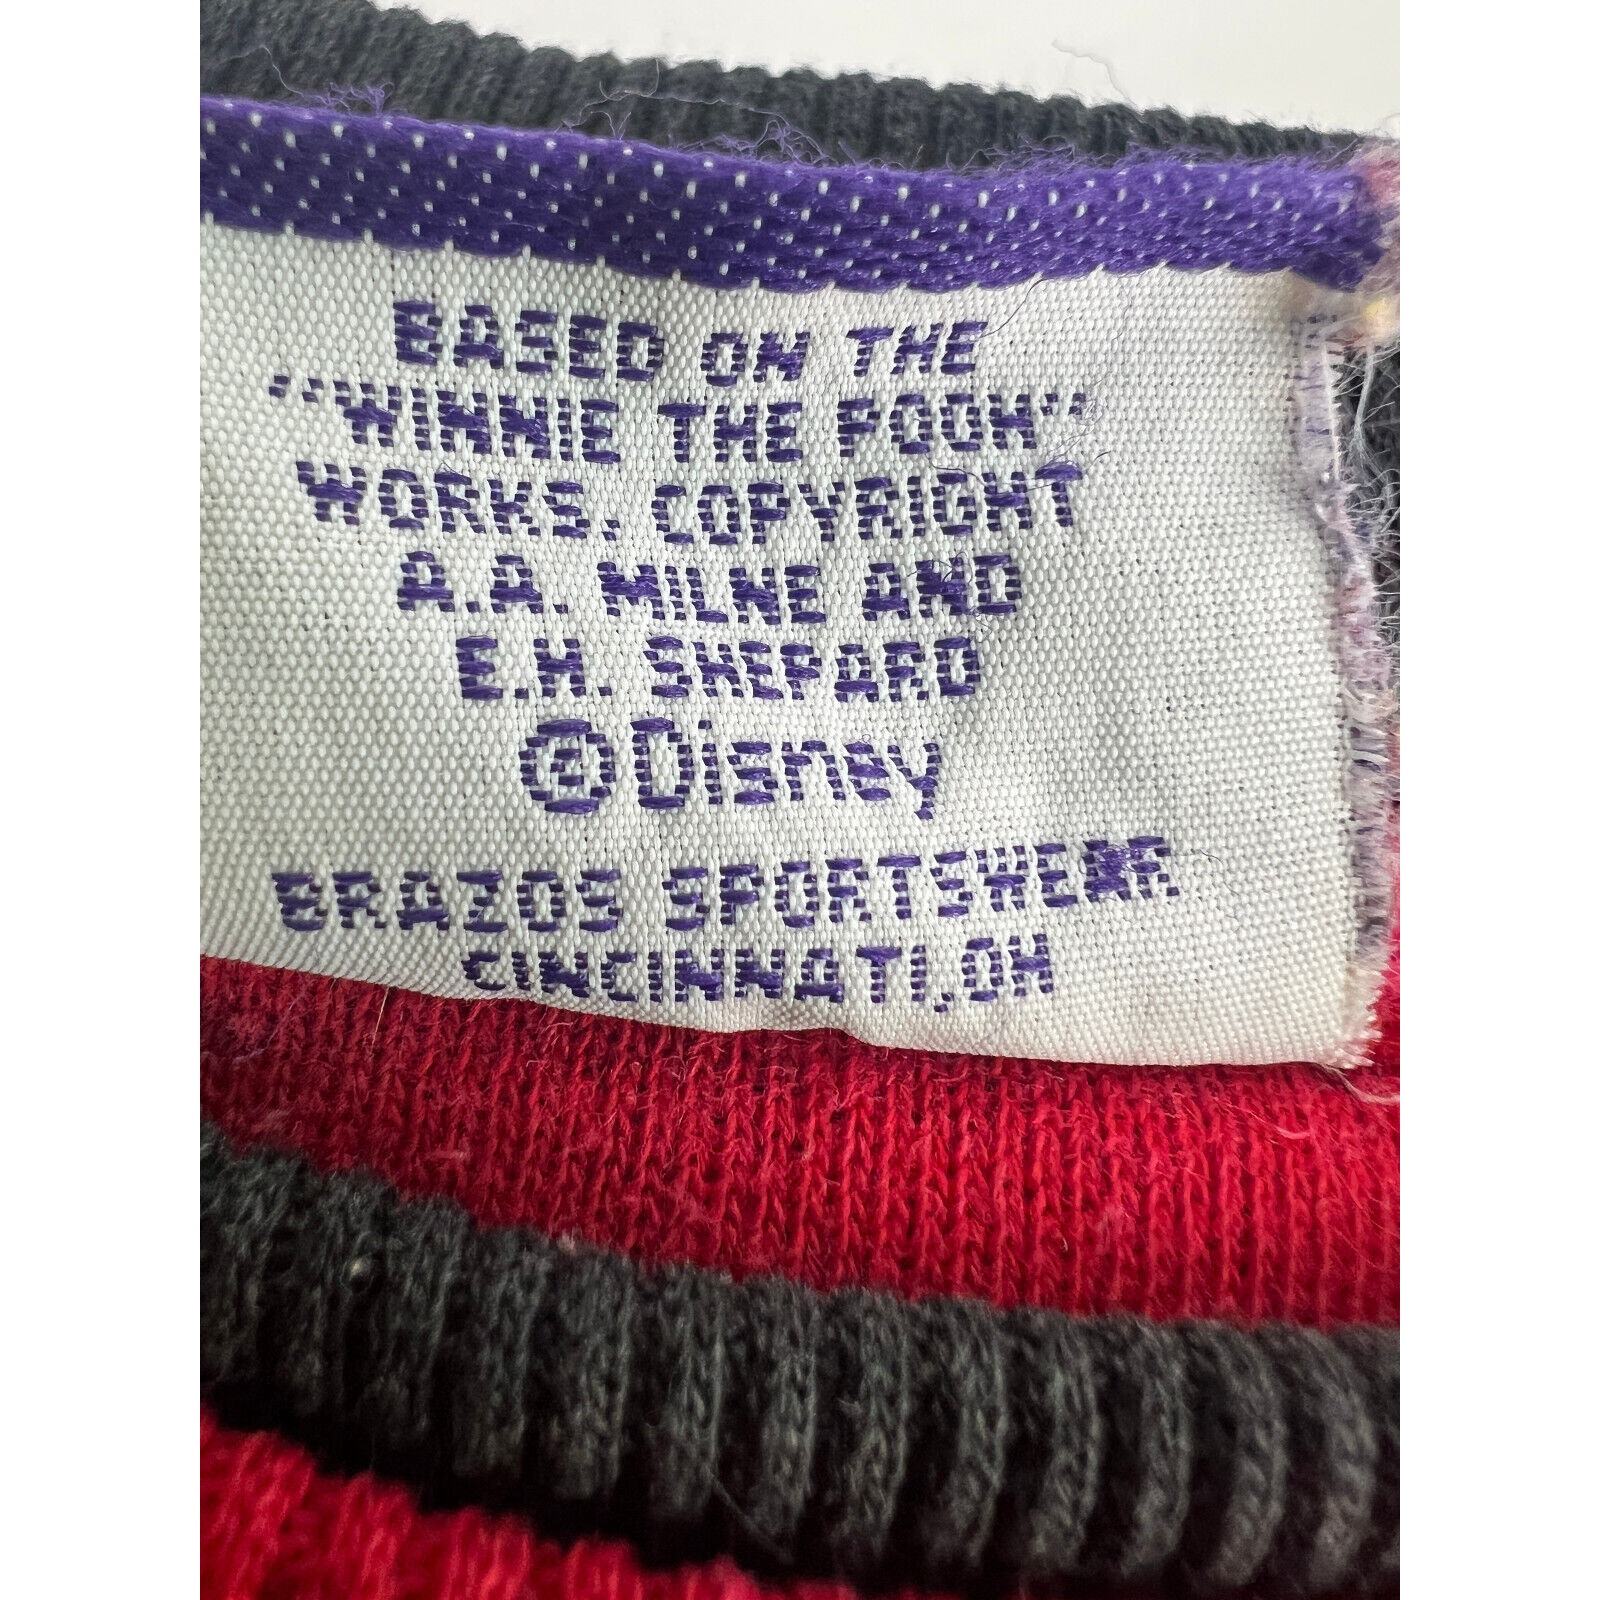 BASED ON THE
"WINNIE THE POOH"
WORKS. COPYRIGHT
A.A. MILNE AND
E.H. SHEPARD
©Disney
BRAZOS SPORTSWEAR
CINCINNATI,OH